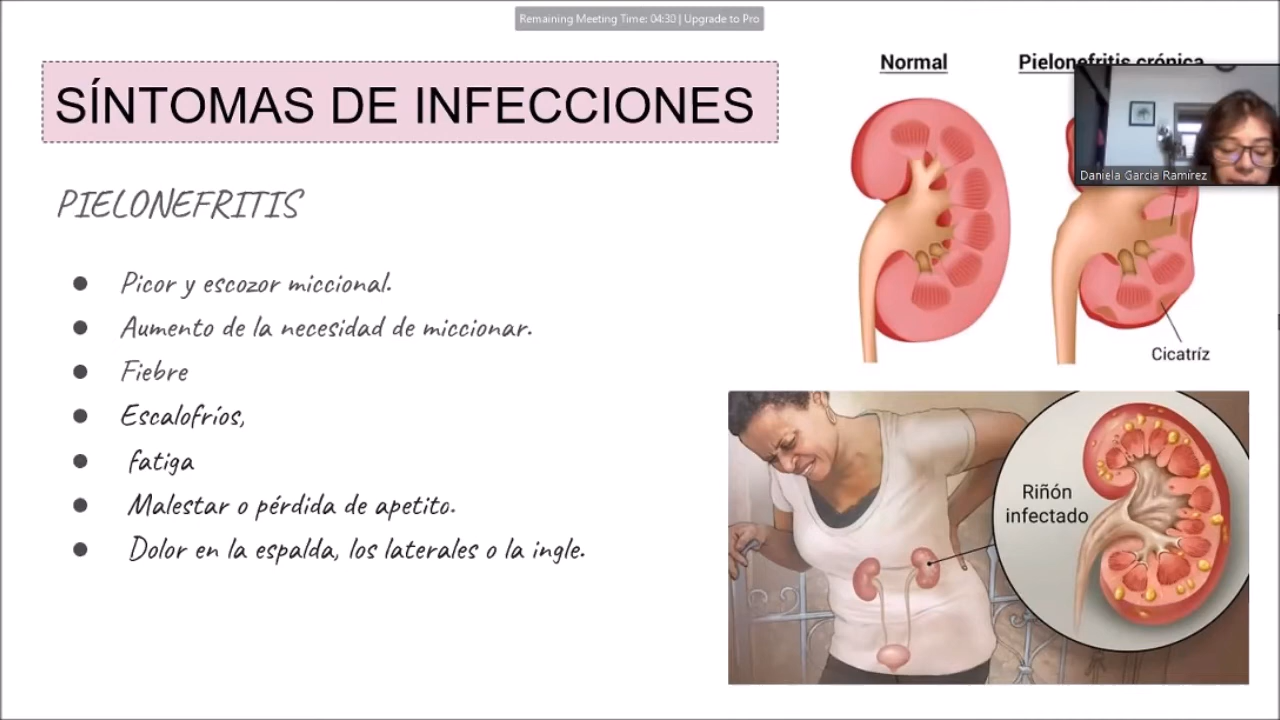 Remaining Meeting Time: 04:30 | Upgrade to Pro
SÍNTOMAS DE INFECCIONES
PIELONEFRITIS
● Picor y escozor miccional.
● Aumento de la necesidad de miccionar.
● Fiebre
● Escalofríos,
● fatiga
● Malestar o pérdida de apetito.
● Dolor en la espalda, los laterales o la ingle.
Normal
Pielonefritis crónica
Daniela Garcia Ramirez
Cicatríz
Riñón
infectado